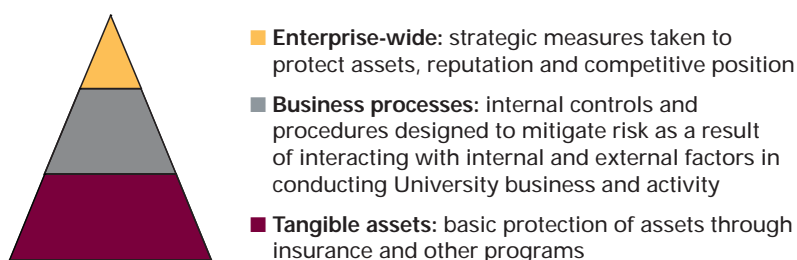 Enterprise-wide: strategic measures taken to
protect assets, reputation and competitive position
Business processes: internal controls and
procedures designed to mitigate risk as a result
of interacting with internal and external factors in
conducting University business and activity
Tangible assets: basic protection of assets through
insurance and other programs